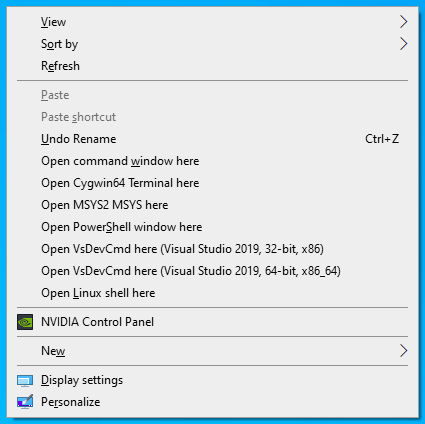 View
Sort by
Refresh
Paste
Paste shortcut
Undo Rename Ctrl+Z
Open command window here
Open Cygwin64 Terminal here
Open MSYS2 MSYS here
Open PowerShell window here
Open VsDevCmd here (Visual Studio 2019, 32-bit, x86)
Open VsDevCmd here (Visual Studio 2019, 64-bit, x86_64)
Open Linux shell here
NVIDIA Control Panel
New
Display settings
Personalize